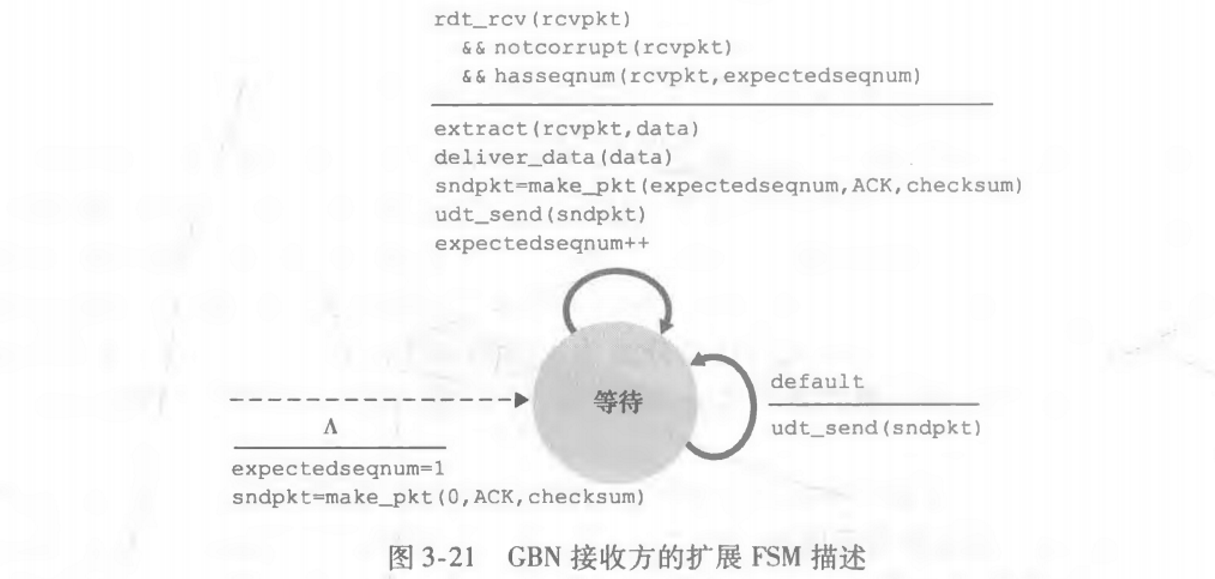 rdt_rcv(rcvpkt)
&& notcorrupt(rcvpkt)
&& hasseqnum(rcvpkt,expectedseqnum)
extract(rcvpkt,data)
deliver_data(data)
sndpkt=make_pkt(expectedseqnum,ACK,checksum)
udt_send(sndpkt)
expectedseqnum++
等待
default
udt_send(sndpkt)
Λ
expectedseqnum=1
sndpkt=make_pkt(0,ACK,checksum)
图 3-21 GBN 接收方的扩展 FSM 描述